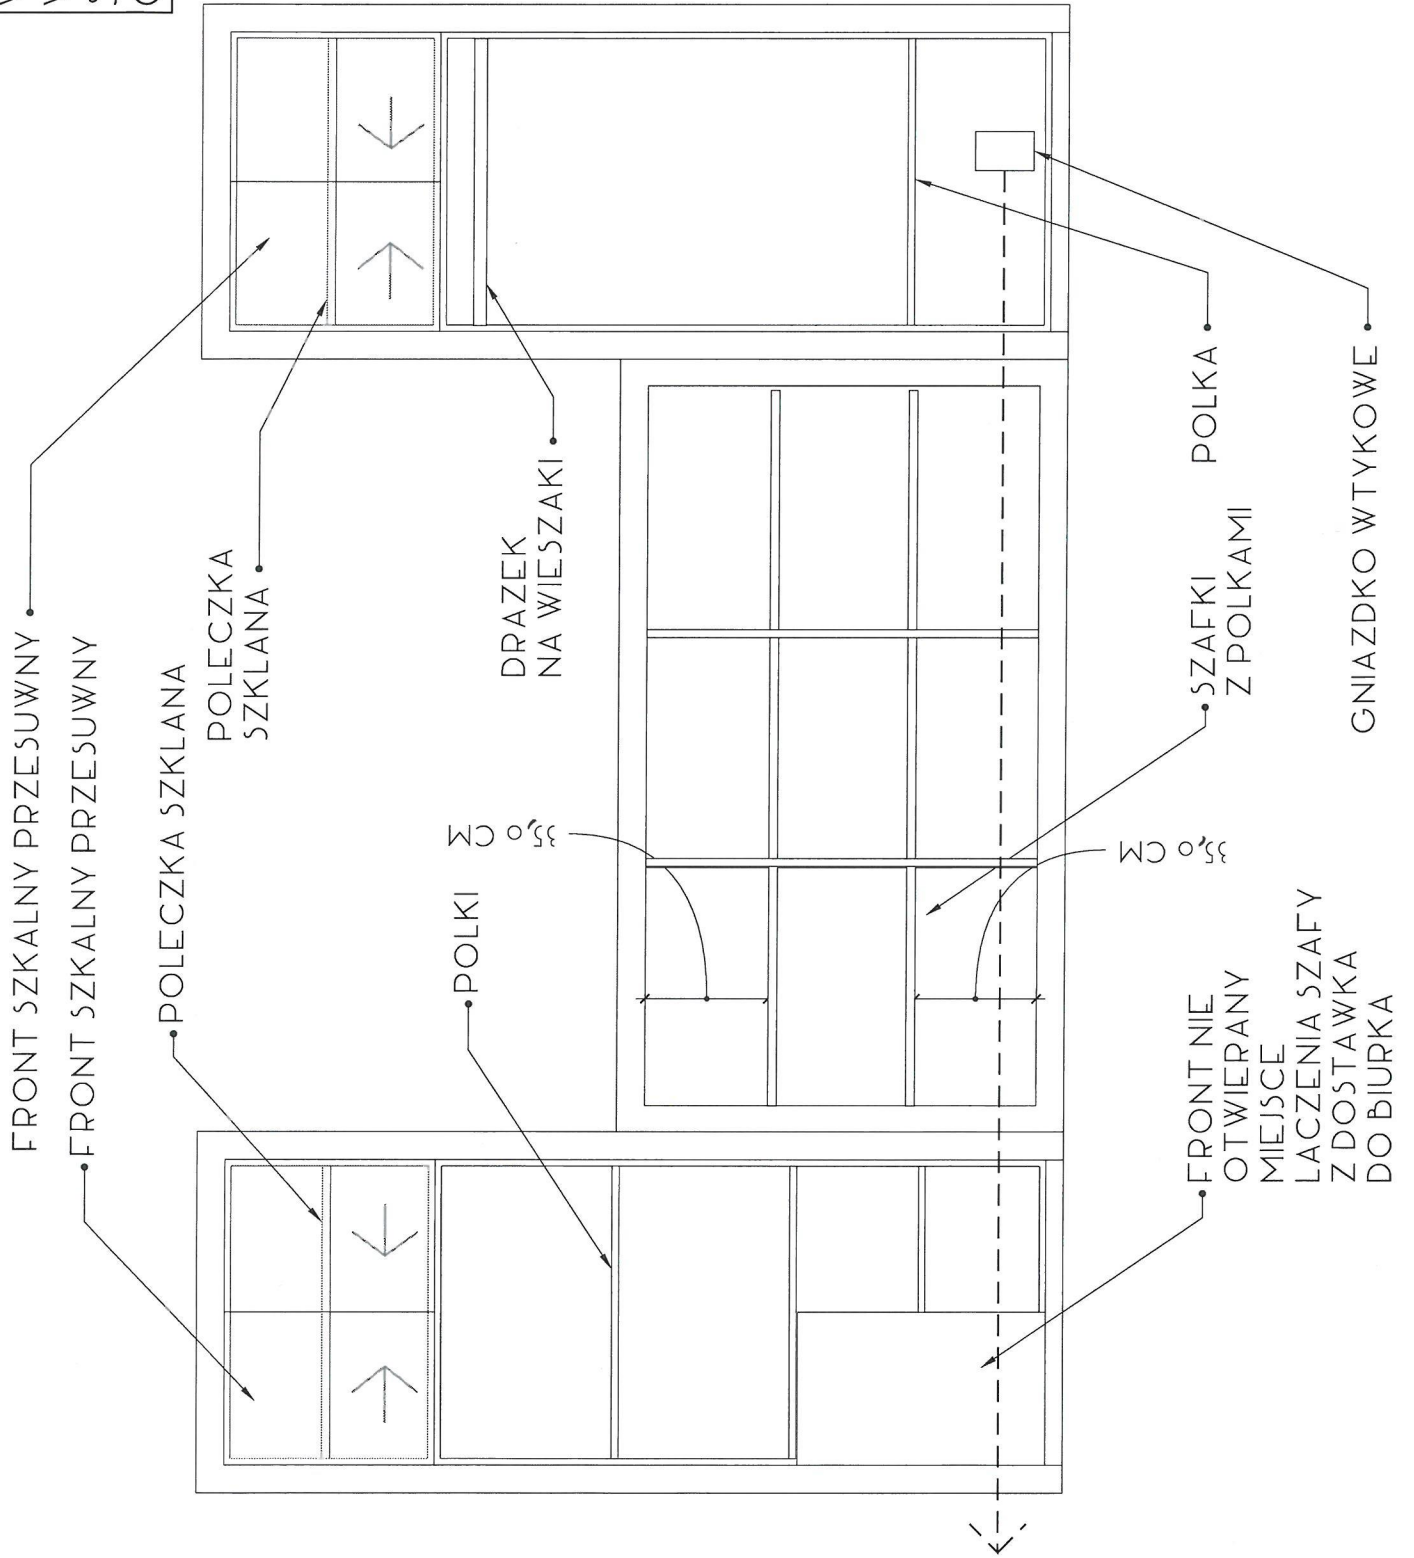 FRONT SZKALNY PRZESUWNY
FRONT SZKALNY PRZESUWNY
POLECZKA SZKLANA
POLECZKA
SZKLANA
POLKI
DRAZEK
NA WIESZAKI
35,0 CM
35,0 CM
FRONT NIE
OTWIERANY
MIEJSCE
LACZENIA SZAFY
Z DOSTAWKA
DO BIURKA
SZAFKI
Z POLKAMI
POLKA
GNIAZDKO WTYKOWE